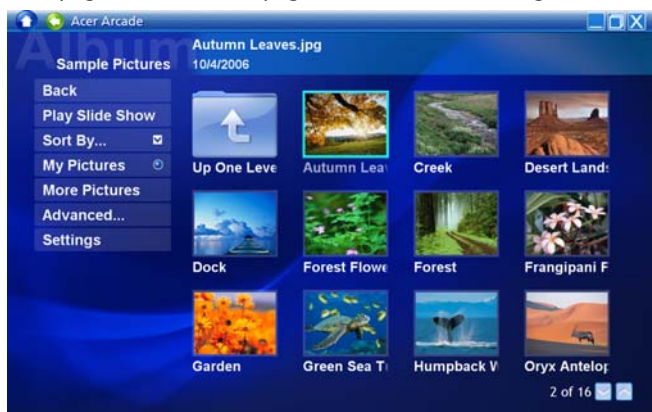 Acer Arcade
Album
Autumn Leaves.jpg
Sample Pictures
10/4/2006
Back
Play Slide Show
Sort By...
My Pictures
More Pictures
Advanced...
Settings
Up One Leve
Autumn Lea
Creek
Desert Land
Dock
Forest Flowe
Forest
Frangipani F
Garden
Green Sea T
Humpback W
Oryx Antelop
2 of 16